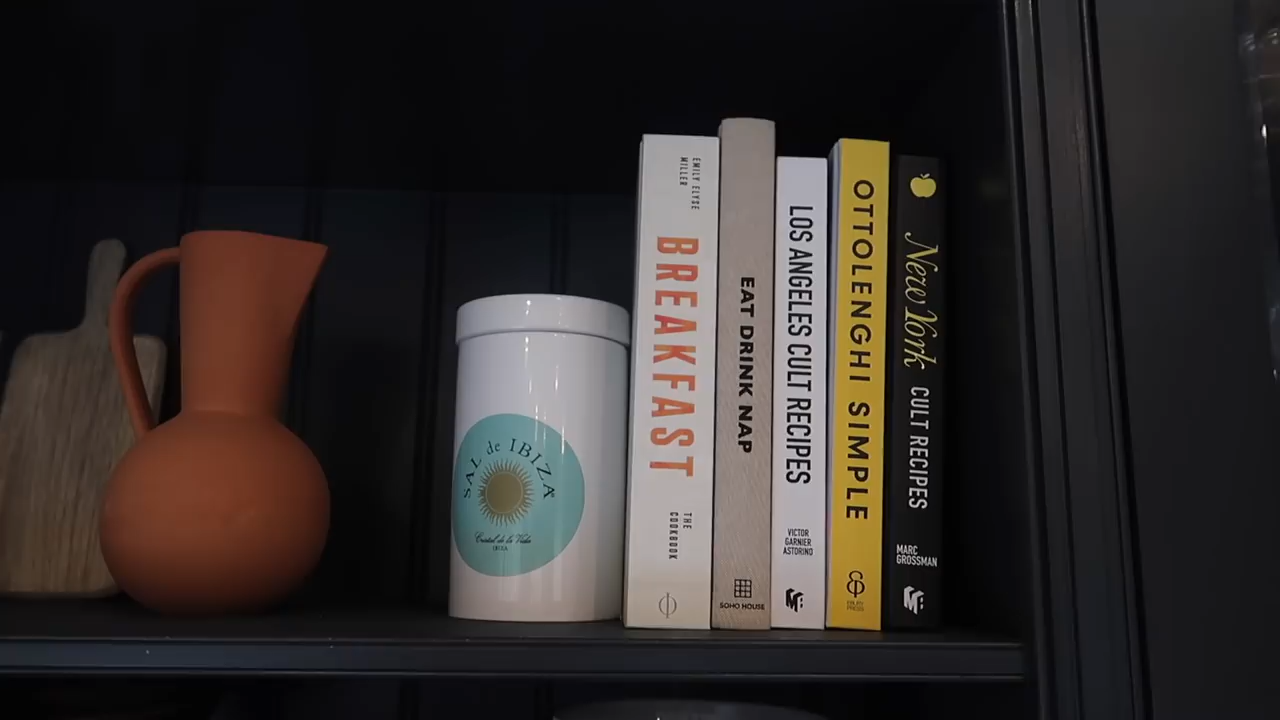 SAL de IBIZA
Cristal de la Vida
IBIZA
EMILY ELYSE
MILLER
BREAKFAST
THE
COOKBOOK
EAT DRINK NAP
SOHO HOUSE
LOS ANGELES CULT RECIPES
VICTOR
GARNIER
ASTORINO
OTTOLENGHI SIMPLE
EBURY
PRESS
New York CULT RECIPES
MARC
GROSSMAN